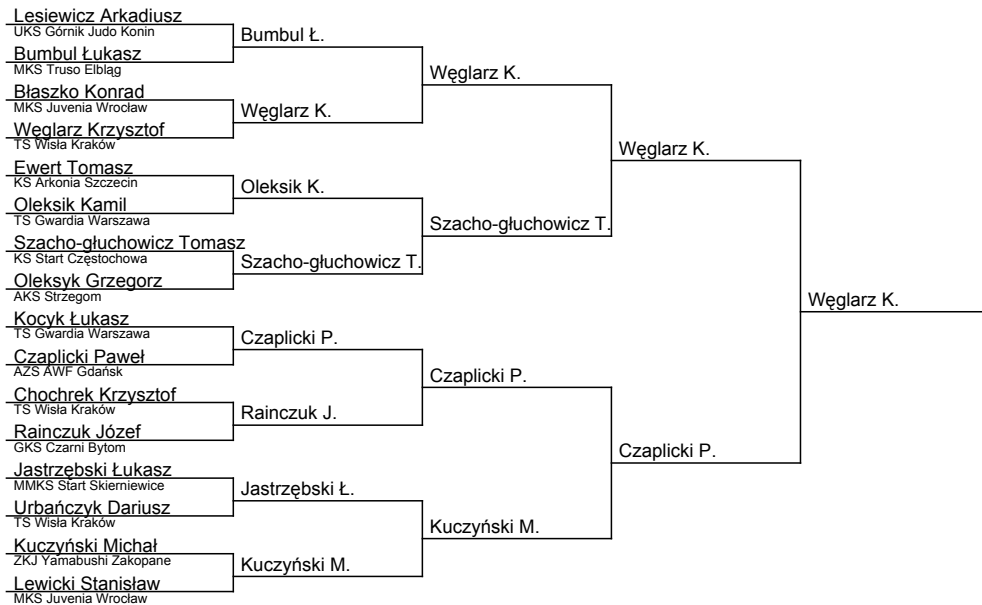 Lesiewicz Arkadiusz
UKS Górnik Judo Konin
Bumbul Łukasz
MKS Truso Elbląg
Błaszko Konrad
MKS Juvenia Wrocław
Węglarz Krzysztof
TS Wisła Kraków
Ewert Tomasz
KS Arkonia Szczecin
Oleksik Kamil
TS Gwardia Warszawa
Szacho-głuchowicz Tomasz
KS Start Częstochowa
Oleksyk Grzegorz
AKS Strzegom
Kocyk Łukasz
TS Gwardia Warszawa
Czaplicki Paweł
AZS AWF Gdańsk
Chochrek Krzysztof
TS Wisła Kraków
Rainczuk Józef
GKS Czarni Bytom
Jastrzębski Łukasz
MMKS Start Skierniewice
Urbańczyk Dariusz
TS Wisła Kraków
Kuczyński Michał
ZKJ Yamabushi Zakopane
Lewicki Stanisław
MKS Juvenia Wrocław
Bumbul Ł.
Węglarz K.
Oleksik K.
Szacho-głuchowicz T.
Czaplicki P.
Rainczuk J.
Jastrzębski Ł.
Kuczyński M.
Węglarz K.
Szacho-głuchowicz T.
Czaplicki P.
Kuczyński M.
Węglarz K.
Czaplicki P.
Węglarz K.